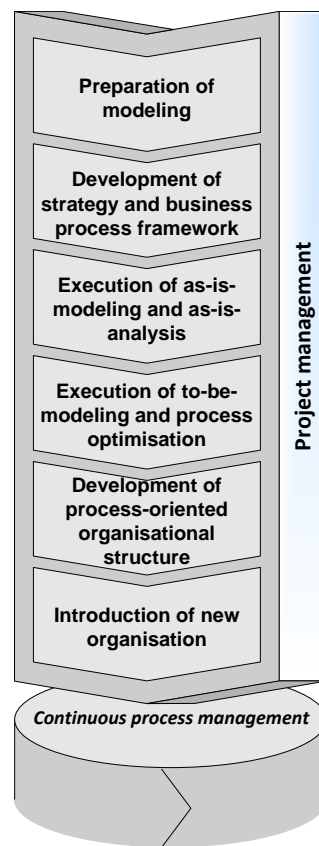 Preparation of
modeling
Development of
strategy and business
process framework
Execution of as-is-
modeling and as-is-
analysis
Execution of to-be-
modeling and process
optimisation
Development of
process-oriented
organisational
structure
Introduction of new
organisation
Project management
Continuous process management